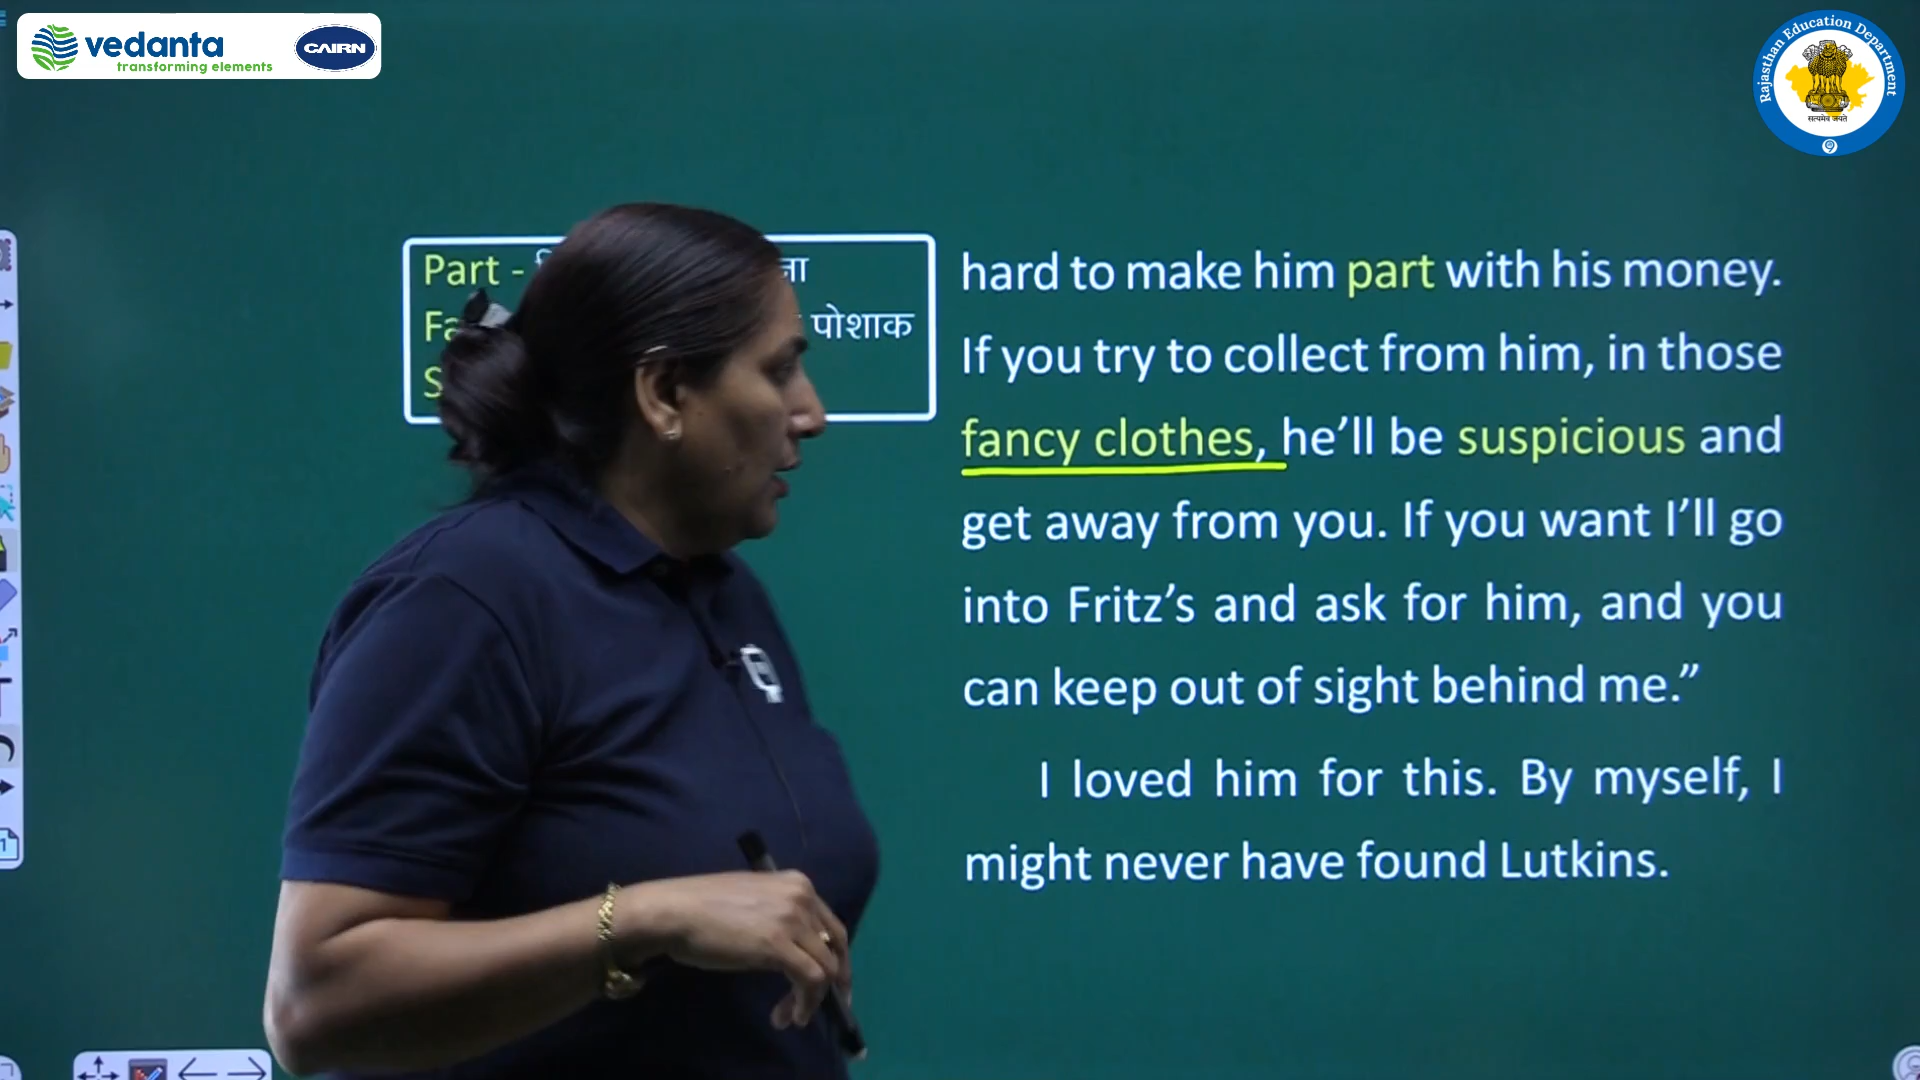 vedanta
transforming elements
CAIRN
Rajasthan Education Department
सत्यमेव जयते
Part -
पोशाक
hard to make him part with his money.
If you try to collect from him, in those
fancy clothes, he’ll be suspicious and
get away from you. If you want I’ll go
into Fritz’s and ask for him, and you
can keep out of sight behind me.”
I loved him for this. By myself, I
might never have found Lutkins.